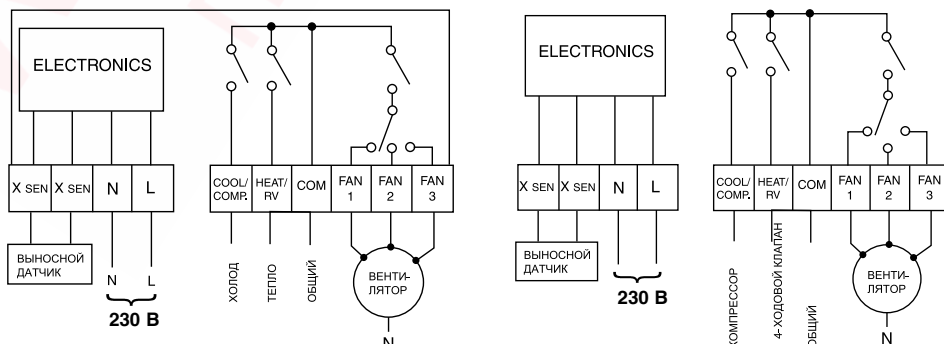 ELECTRONICS
X SEN X SEN N L
COOL/COMP. HEAT/RV COM FAN 1 FAN 2 FAN 3
ВЫНОСНОЙ
ДАТЧИК
N L
230 В
ХОЛОД
ТЕПЛО
ОБЩИЙ
ВЕНТИ-
ЛЯТОР
N
ELECTRONICS
X SEN X SEN N L
COOL/COMP. HEAT/RV COM FAN 1 FAN 2 FAN 3
ВЫНОСНОЙ
ДАТЧИК
230 В
КОМПРЕССОР
4-ХОДОВОЙ КЛАПАН
ОБЩИЙ
ВЕНТИ-
ЛЯТОР
N